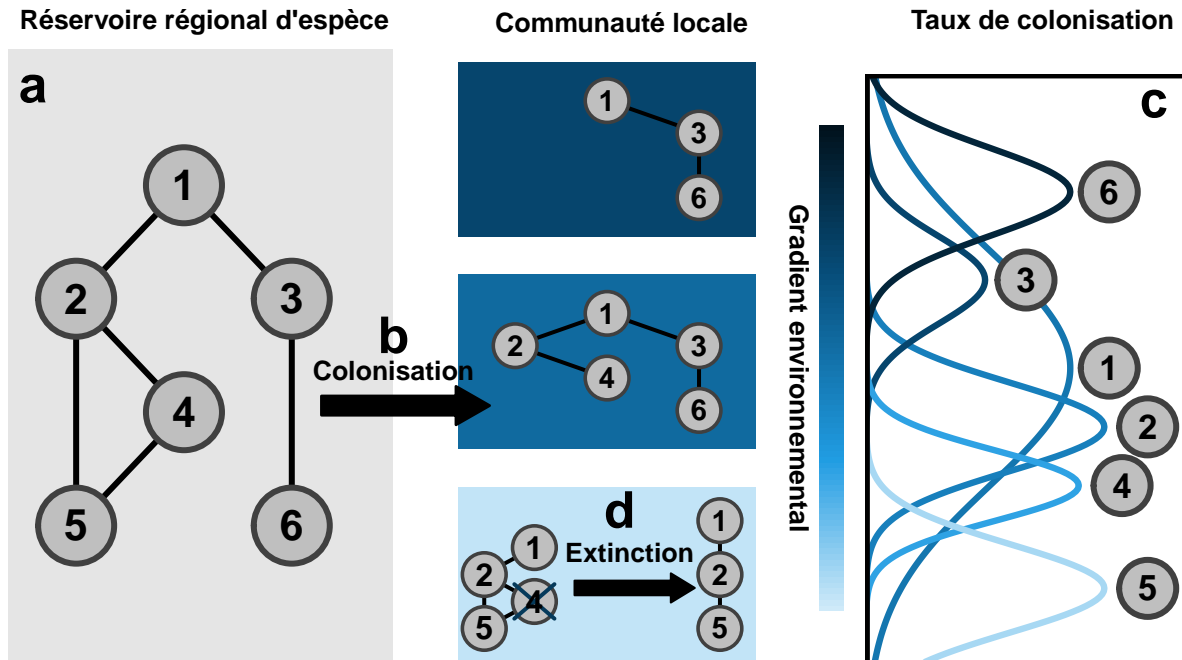 Réservoire régional d'espèce
Communauté locale
Taux de colonisation
a
1
2
3
4
5
6
b
Colonisation
1
3
6
1
2
3
4
6
d
Extinction
1
2
4
5
1
2
5
Gradient environnemental
c
6
3
1
2
4
5